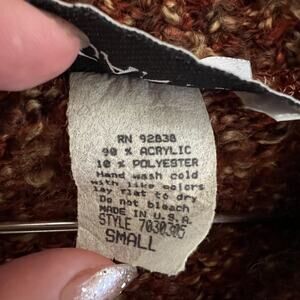 RN 92838
90 % ACRYLIC
10 % POLYESTER
Hand wash cold
with like colors
lay flat to dry
Do not bleach
MADE IN U.S.A
STYLE 7030305
SMALL